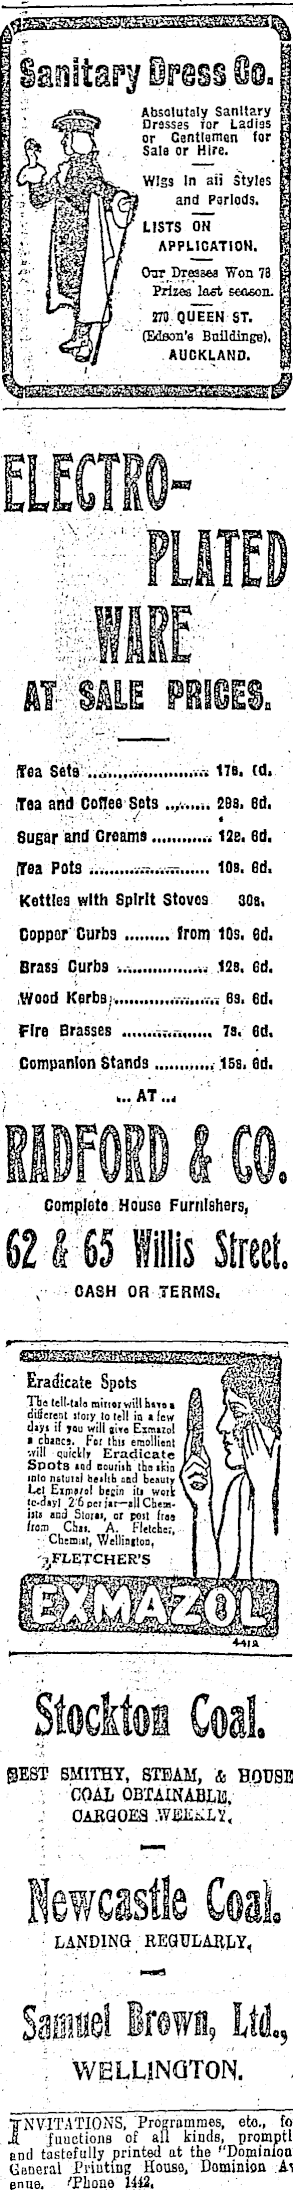 Sanitary Dress Co.
Absolutely Sanitary
Dresses for Ladies
or Gentlemen for
Sale or Hire.
Wigs in all Styles
and Periods.
LISTS ON
APPLICATION.
Our Dresses Won 78
Prizes last season.
270 QUEEN ST.
(Edson's Buildings),
AUCKLAND.
ELECTRO-
PLATED
WARE
AT SALE PRICES.
Tea Sets ........................ 17s. 6d.
Tea and Coffee Sets ......... 29s. 6d.
Sugar and Creams ............ 12s. 6d.
Tea Pots ........................ 10s. 6d.
Kettles with Spirit Stoves 30s.
Copper Curbs ......... from 10s. 6d.
Brass Curbs .................. 12s. 6d.
Wood Kerbs ..................... 6s. 6d.
Fire Brasses .................. 7s. 6d.
Companion Stands ............ 15s. 6d.
... AT ...
RADFORD & CO.
Complete House Furnishers,
62 & 65 Willis Street.
CASH OR TERMS.
Eradicate Spots
The tell-tale mirror will have a
different story to tell in a few
days if you will give Exmazol
a chance. For this emollient
will quickly Eradicate
Spots and nourish the skin
into natural health and beauty
Let Exmazol begin its work
to-day! 2/6 per jar—all Chem-
ists and Stores, or post free
from Chas. A. Fletcher,
Chemist, Wellington.
FLETCHER'S
EXMAZOL
441a
Stockton Coal.
BEST SMITHY, STEAM, & HOUSE
COAL OBTAINABLE,
CARGOES WEEKLY.
Newcastle Coal.
LANDING REGULARLY.
Samuel Brown, Ltd.,
WELLINGTON.
INVITATIONS, Programmes, etc., fo
functions of all kinds, promptl
and tastefully printed at the "Dominion
General Printing House, Dominion Av
enue. 'Phone 1442.